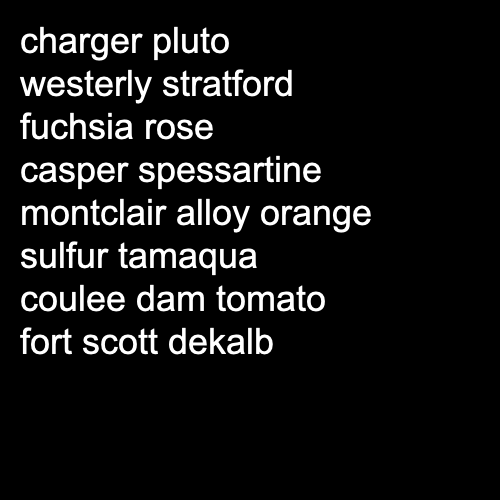 charger pluto
westerly stratford
fuchsia rose
casper spessartine
montclair alloy orange
sulfur tamaqua
coulee dam tomato
fort scott dekalb